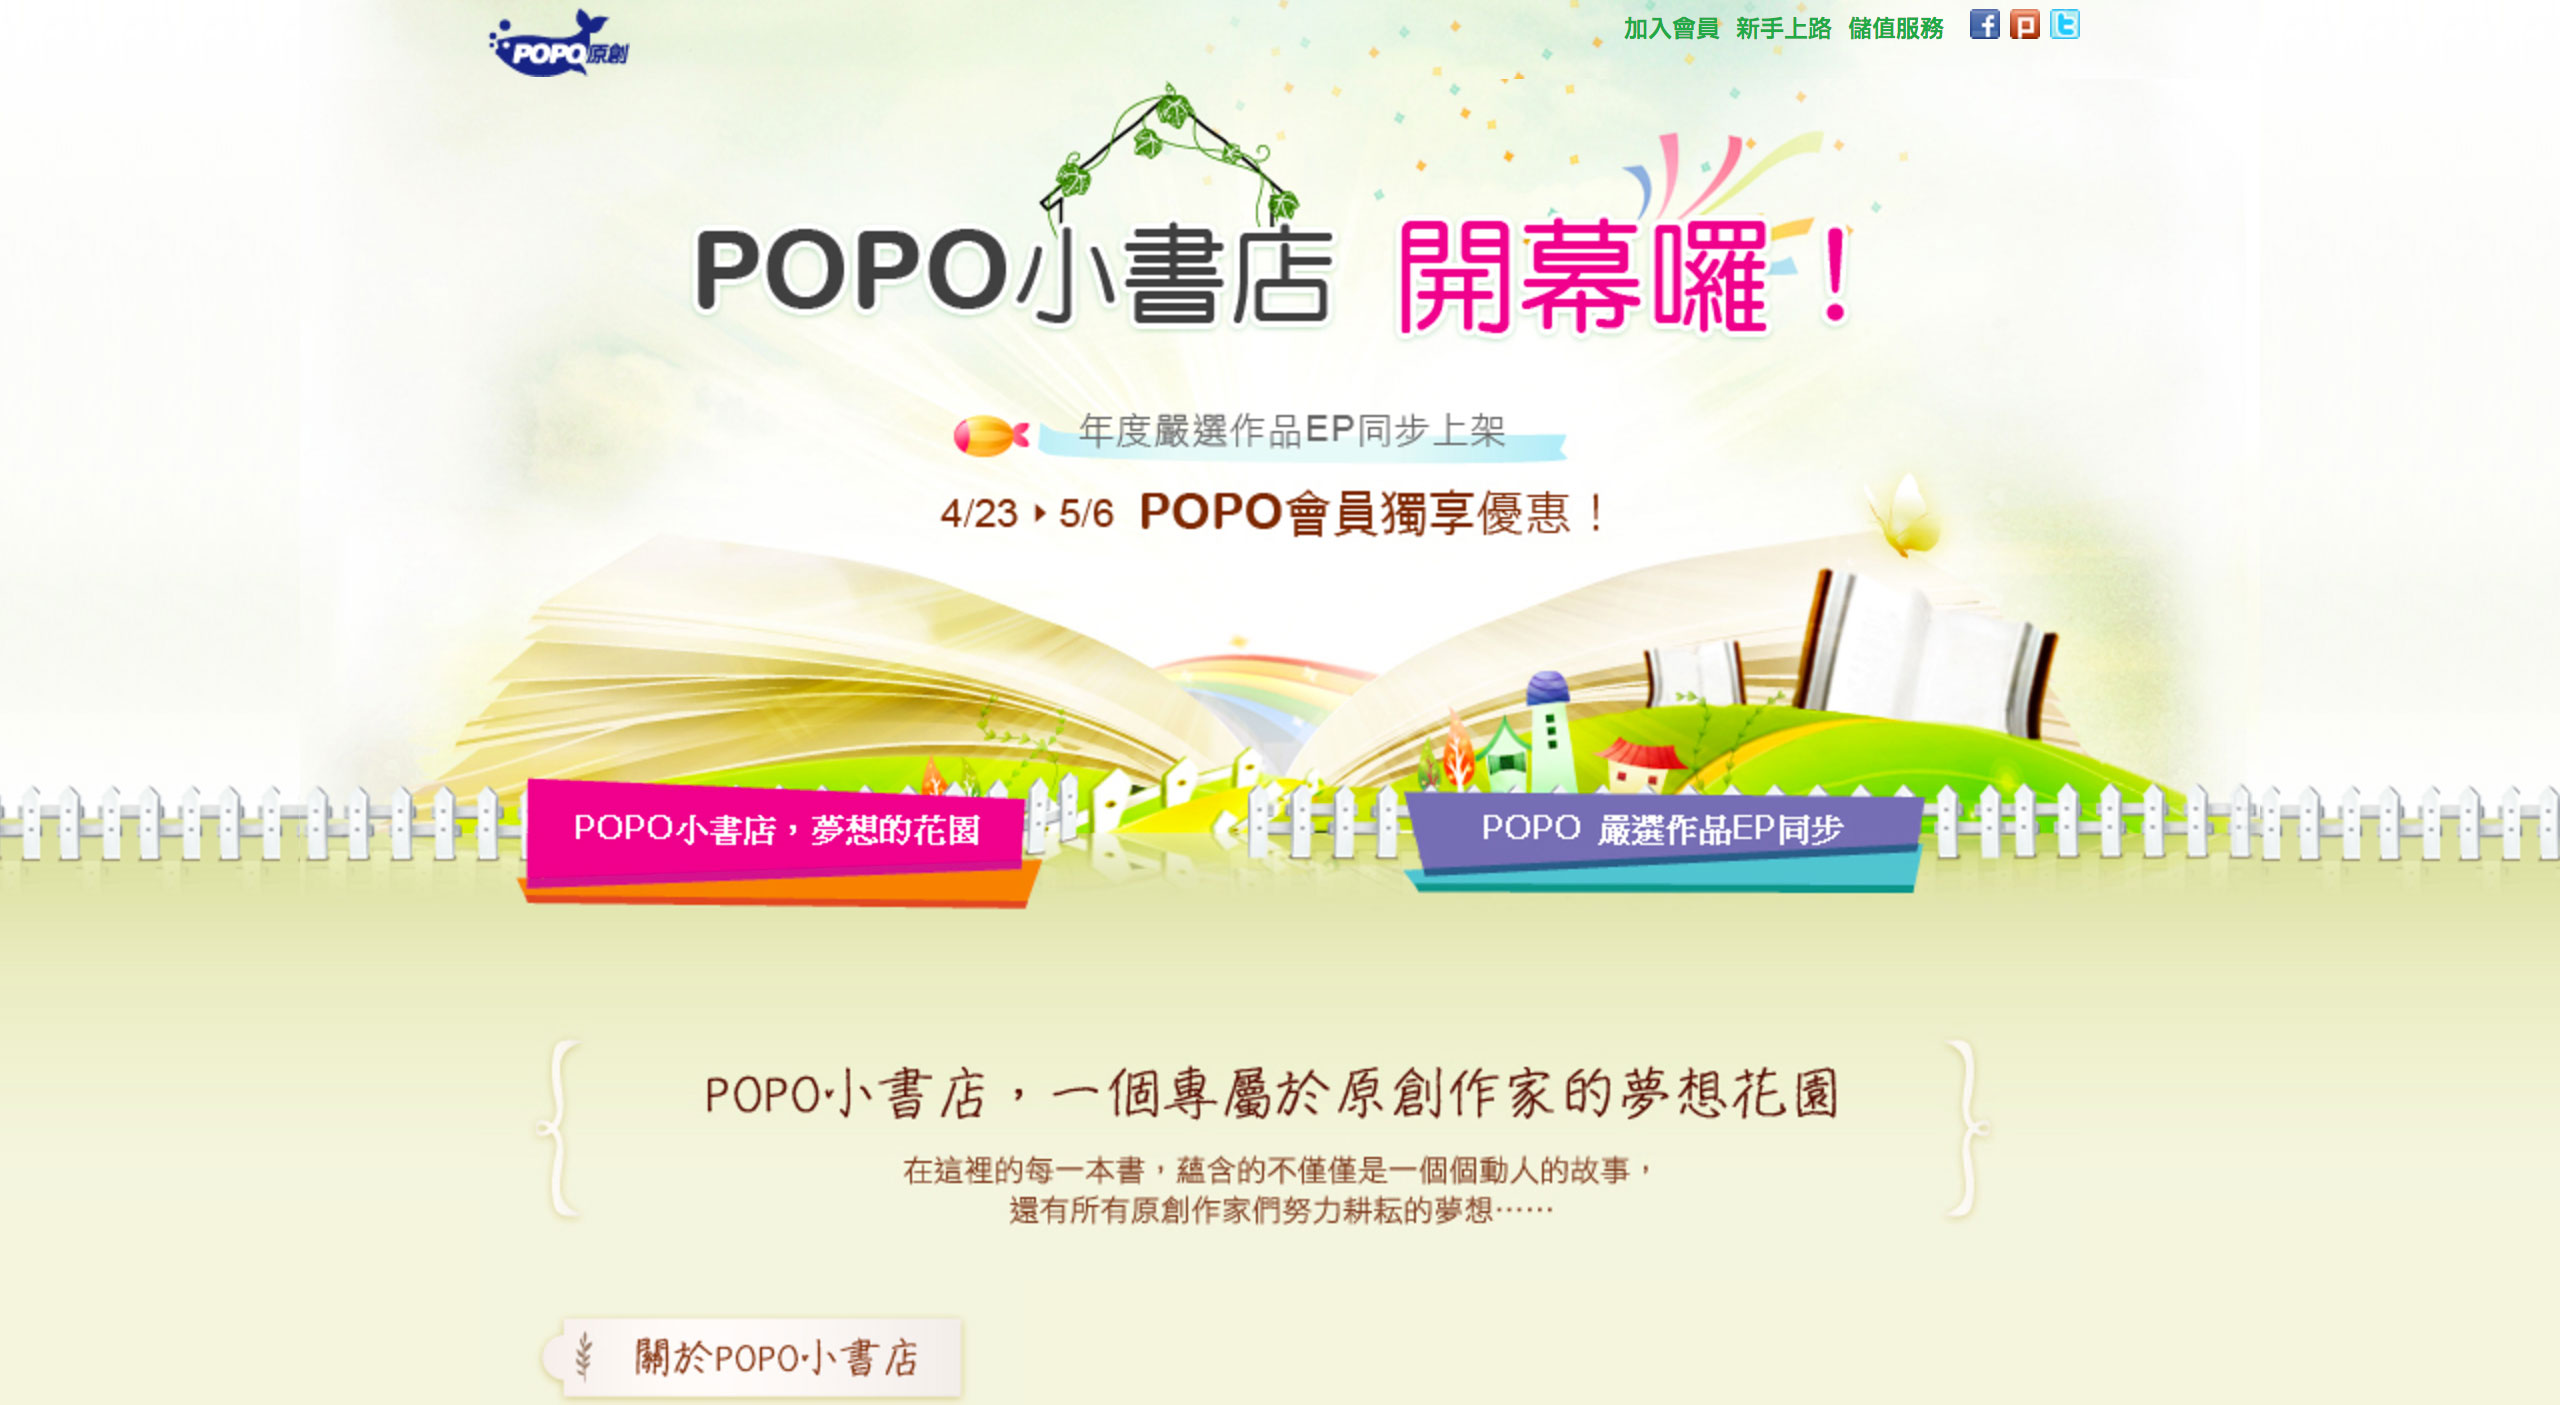 POPO原創
加入會員 新手上路 儲值服務
POPO小書店 開幕囉！
年度嚴選作品EP同步上架
4/23 ▸ 5/6 POPO會員獨享優惠！
POPO小書店，夢想的花園
POPO 嚴選作品EP同步
POPO小書店，一個專屬於原創作家的夢想花園
在這裡的每一本書，蘊含的不僅僅是一個個動人的故事，
還有所有原創作家們努力耕耘的夢想……
關於POPO小書店